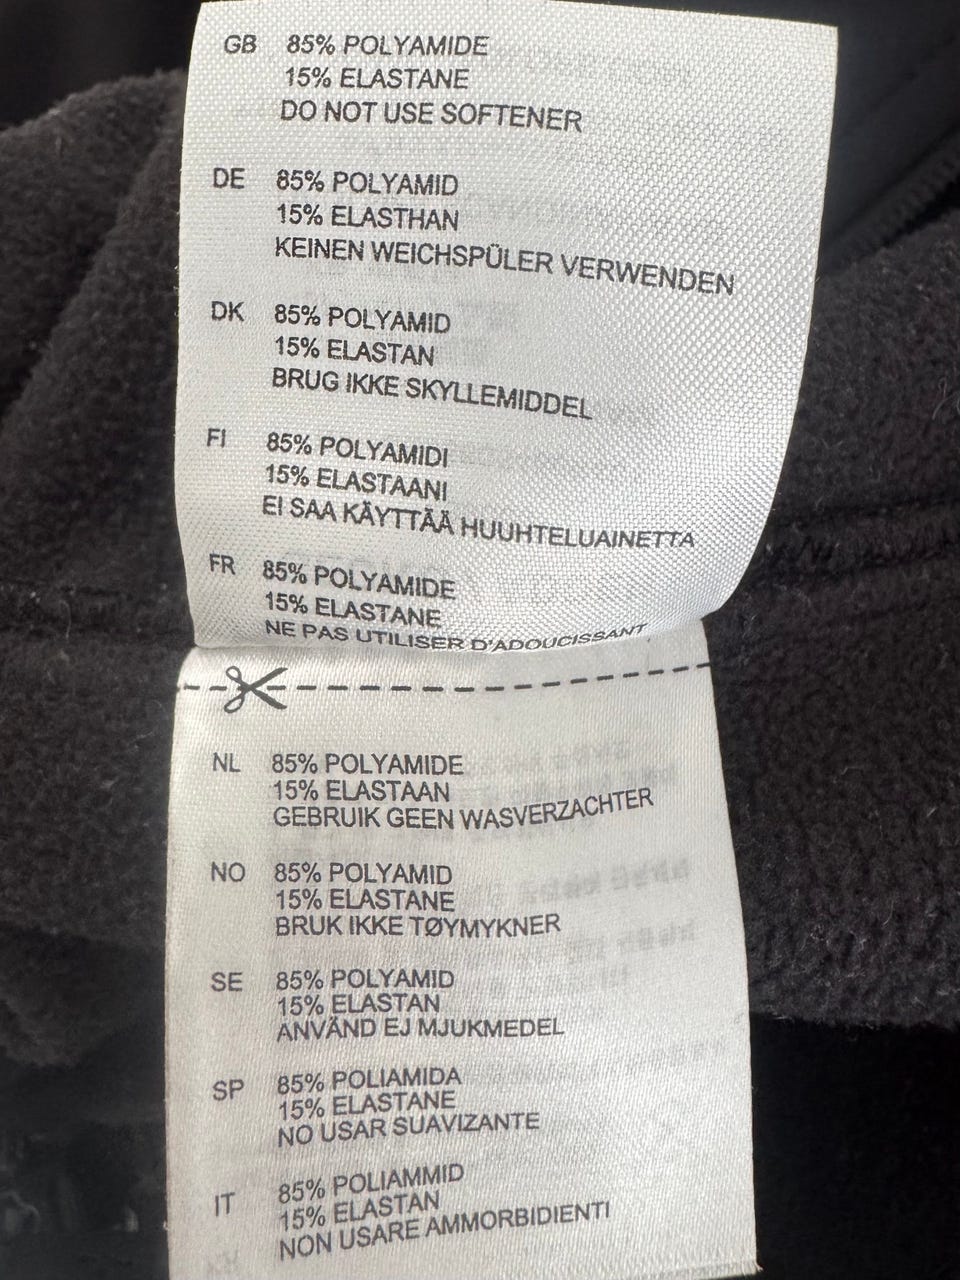 GB 85% POLYAMIDE
15% ELASTANE
DO NOT USE SOFTENER
DE 85% POLYAMID
15% ELASTHAN
KEINEN WEICHSPÜLER VERWENDEN
DK 85% POLYAMID
15% ELASTAN
BRUG IKKE SKYLLEMIDDEL
FI 85% POLYAMIDI
15% ELASTAANI
EI SAA KÄYTTÄÄ HUUHTELUAINETTA
FR 85% POLYAMIDE
15% ELASTANE
NE PAS UTILISER D'ADOUCISSANT
NL 85% POLYAMIDE
15% ELASTAAN
GEBRUIK GEEN WASVERZACHTER
NO 85% POLYAMID
15% ELASTANE
BRUK IKKE TØYMYKNER
SE 85% POLYAMID
15% ELASTAN
ANVÄND EJ MJUKMEDEL
SP 85% POLIAMIDA
15% ELASTANE
NO USAR SUAVIZANTE
IT 85% POLIAMMID
15% ELASTAN
NON USARE AMMORBIDIENTI